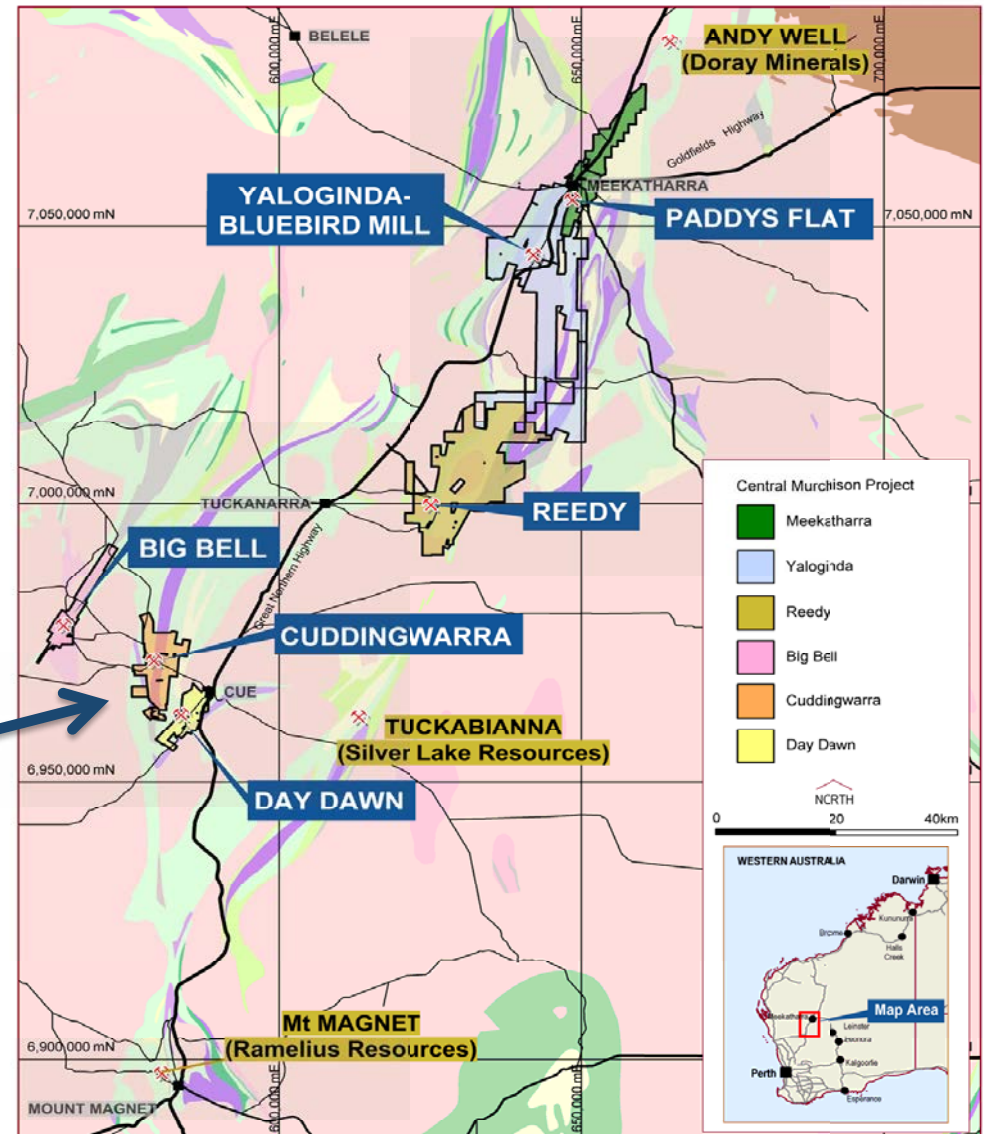 BELELE
600,000 mE
650,000 mE
700,000 mE
ANDY WELL
(Doray Minerals)
Goldfields Highway
MEEKATHARRA
YALOGINDA-
BLUEBIRD MILL
PADDYS FLAT
7,050,000 mN
7,050,000 mN
7,000,000 mN
TUCKANARRA
REEDY
BIG BELL
Great Northern Highway
CUDDINGWARRA
CUE
TUCKABIANNA
(Silver Lake Resources)
6,950,000 mN
DAY DAWN
Mt MAGNET
(Ramelius Resources)
6,900,000 mN
MOUNT MAGNET
600,000 mE
650,000 mE
Central Murchison Project
Meekatharra
Yaloginda
Reedy
Big Bell
Cuddingwarra
Day Dawn
NORTH
0 20 40km
WESTERN AUSTRALIA
Darwin
Kununurra
Broome
Halls
Creek
Meekatharra
Map Area
Leinster
Leonora
Kalgoorlie
Perth
Esperance